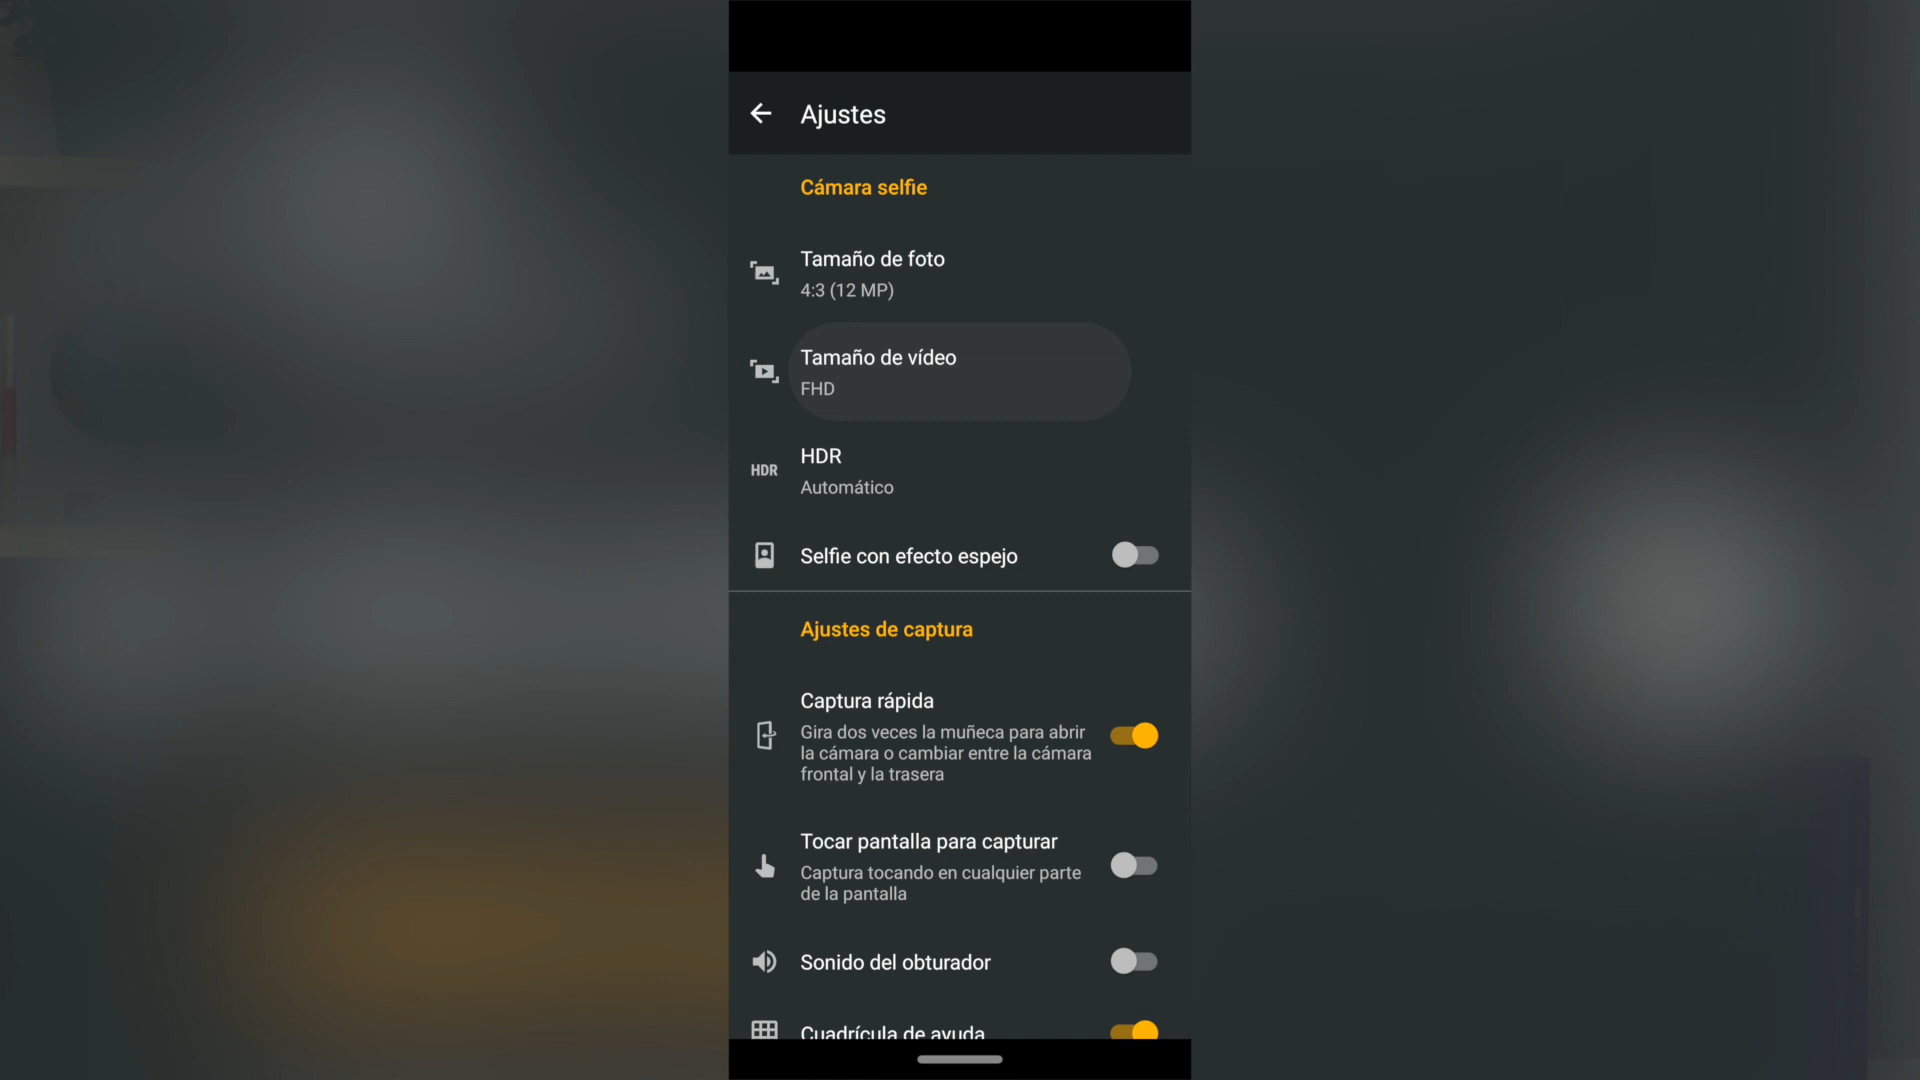 Ajustes
Cámara selfie
Tamaño de foto
4:3 (12 MP)
Tamaño de vídeo
FHD
HDR
HDR
Automático
Selfie con efecto espejo
Ajustes de captura
Captura rápida
Gira dos veces la muñeca para abrir
la cámara o cambiar entre la cámara
frontal y la trasera
Tocar pantalla para capturar
Captura tocando en cualquier parte
de la pantalla
Sonido del obturador
Cuadrícula de ayuda